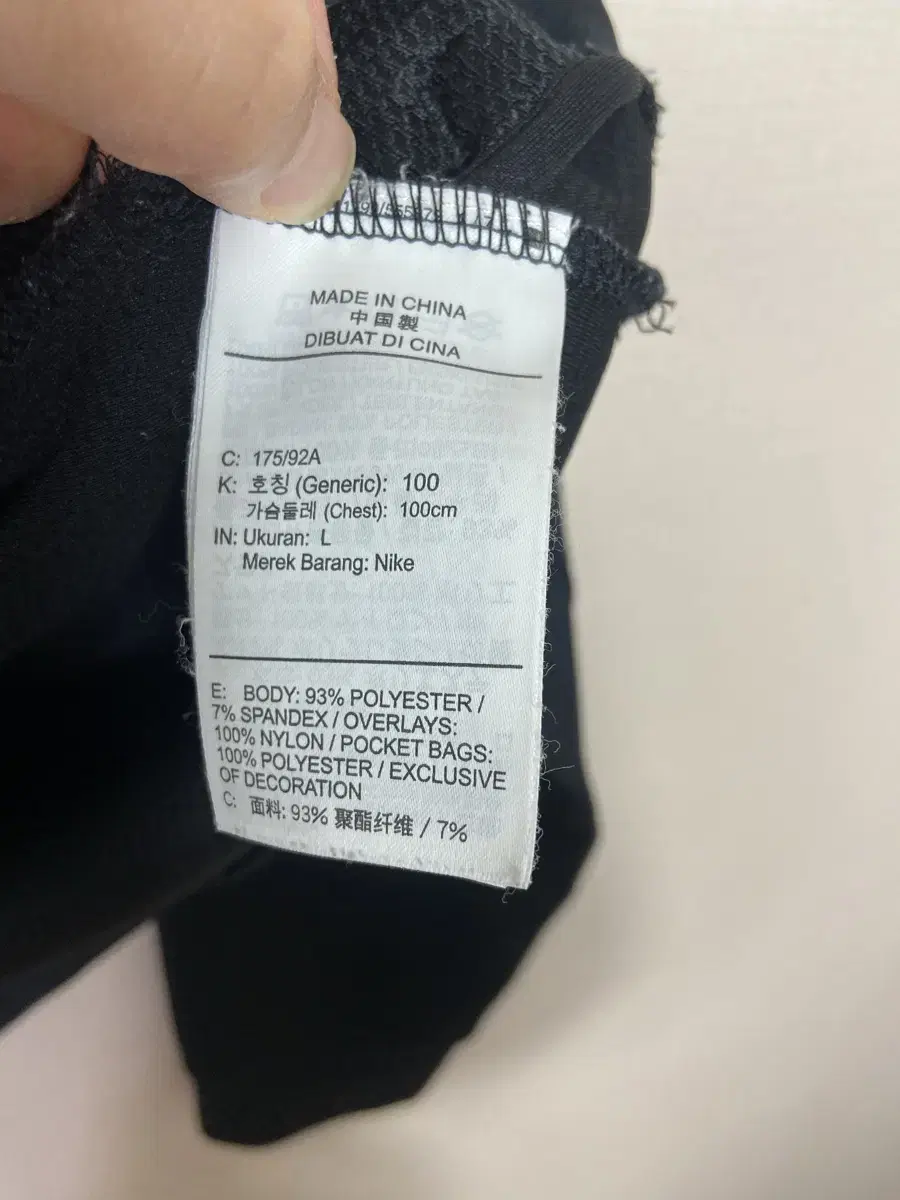 MADE IN CHINA
中国製
DIBUAT DI CINA
C: 175/92A
K: 호칭 (Generic): 100
가슴둘레 (Chest): 100cm
IN: Ukuran: L
Merek Barang: Nike
E: BODY: 93% POLYESTER /
7% SPANDEX / OVERLAYS:
100% NYLON / POCKET BAGS:
100% POLYESTER / EXCLUSIVE
OF DECORATION
C: 面料: 93% 聚酯纤维 / 7%